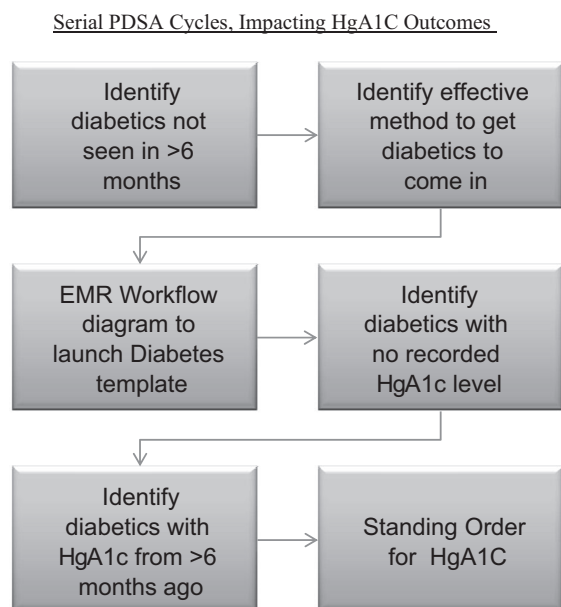 Serial PDSA Cycles, Impacting HgA1C Outcomes
Identify
diabetics not
seen in >6
months
Identify effective
method to get
diabetics to
come in
EMR Workflow
diagram to
launch Diabetes
template
Identify
diabetics with
no recorded
HgA1c level
Identify
diabetics with
HgA1c from >6
months ago
Standing Order
for HgA1C